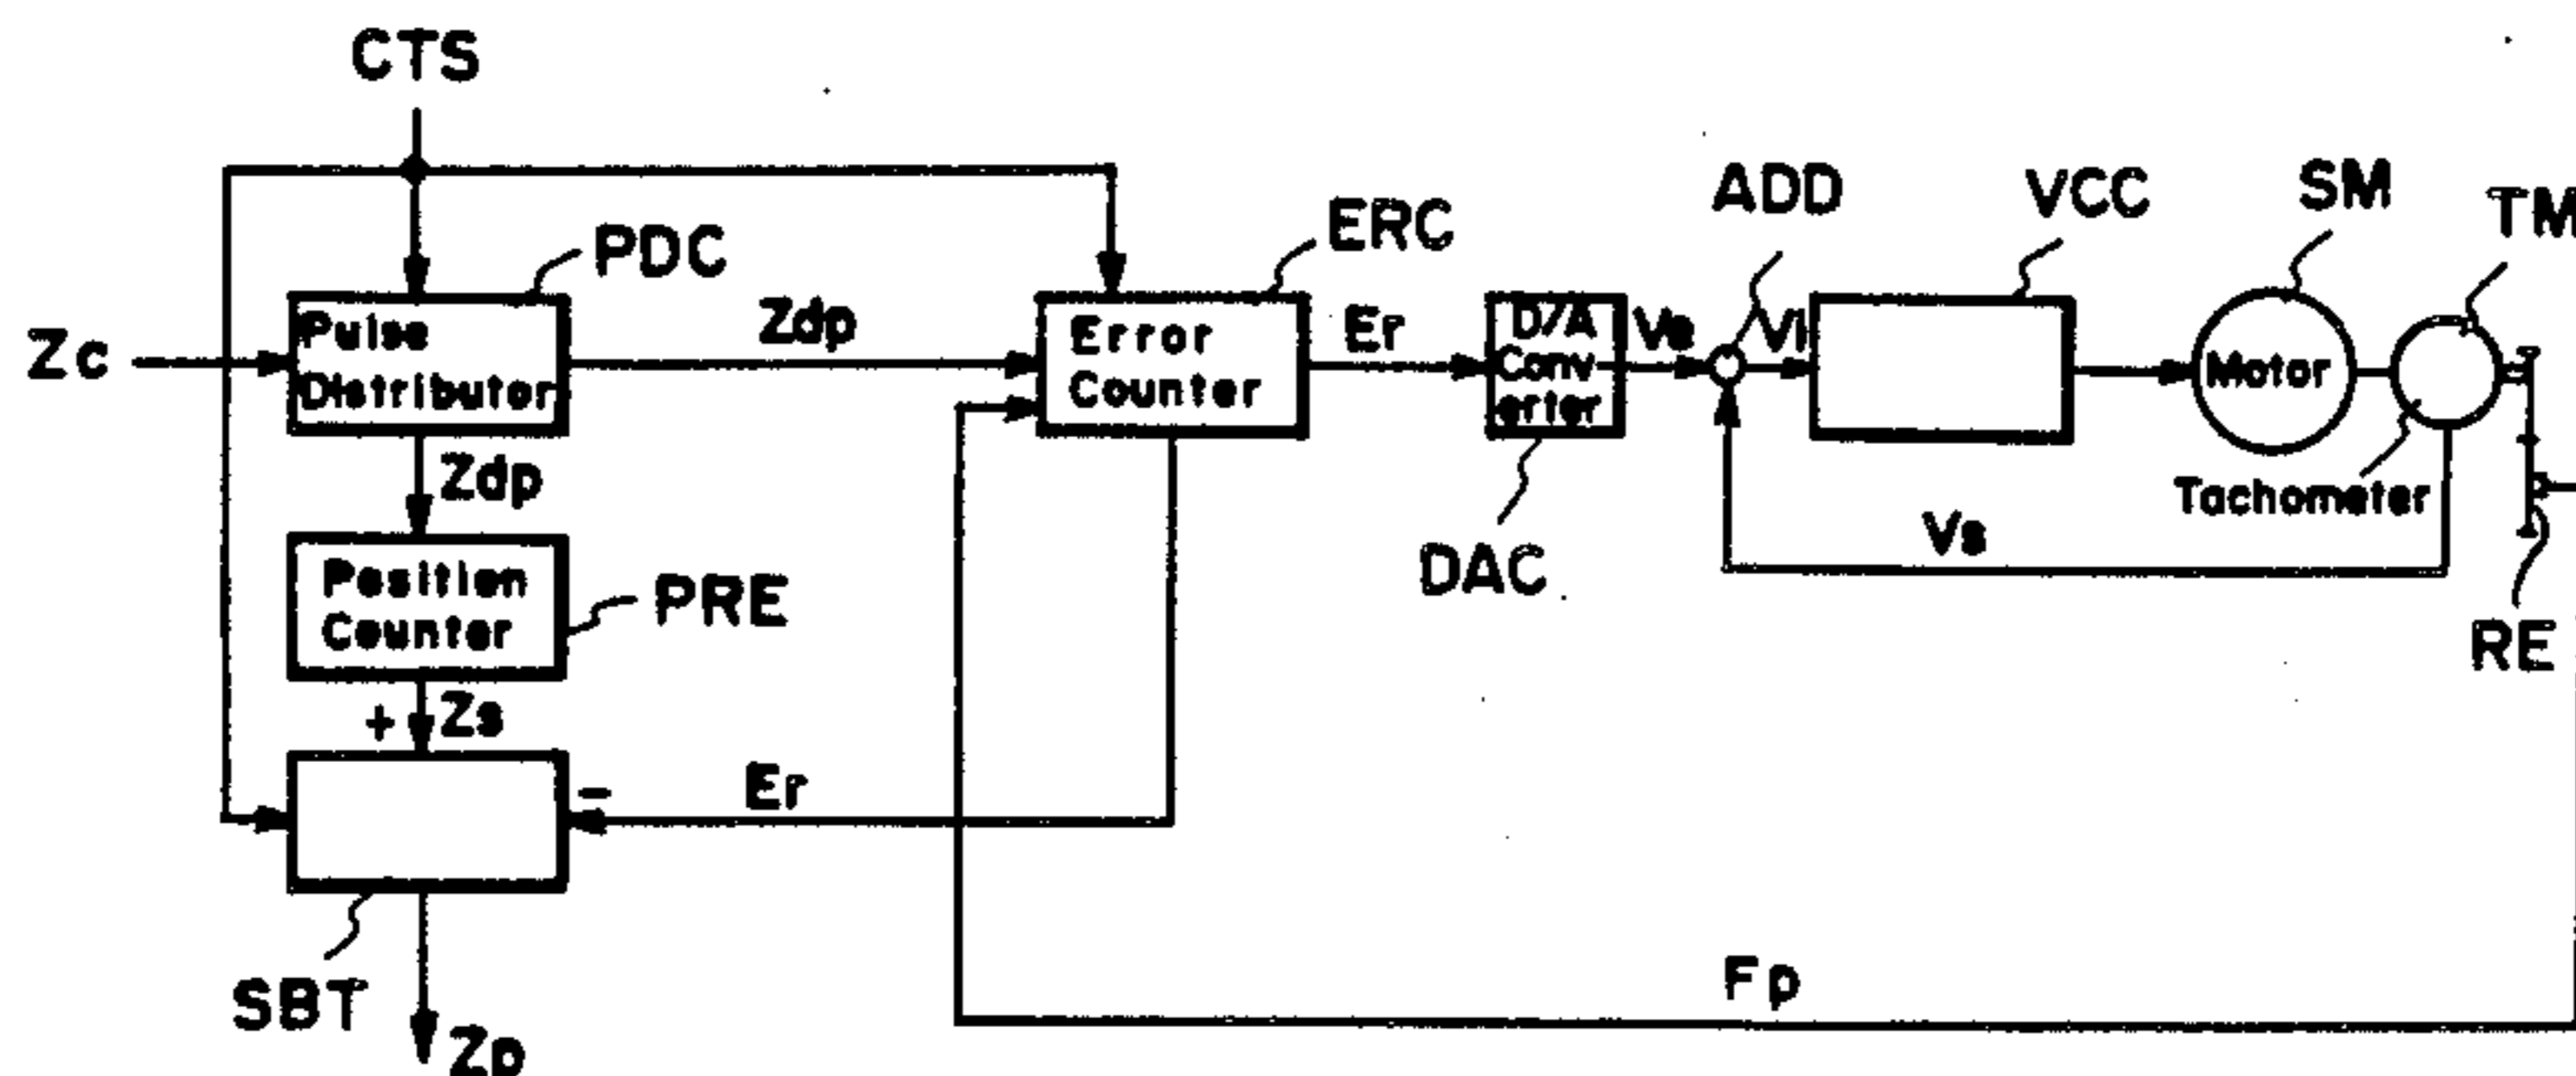 CTS
ADD
VCC
SM
TM
ERC
PDC
Zc
Pulse
Distributor
Zdp
Error
Counter
Er
D/A
Conv
erter
Ve
Vi
Motor
Tachometer
Zdp
DAC
Vs
RE
Position
Counter
PRE
+
Zs
-
Er
SBT
Fp
Zp